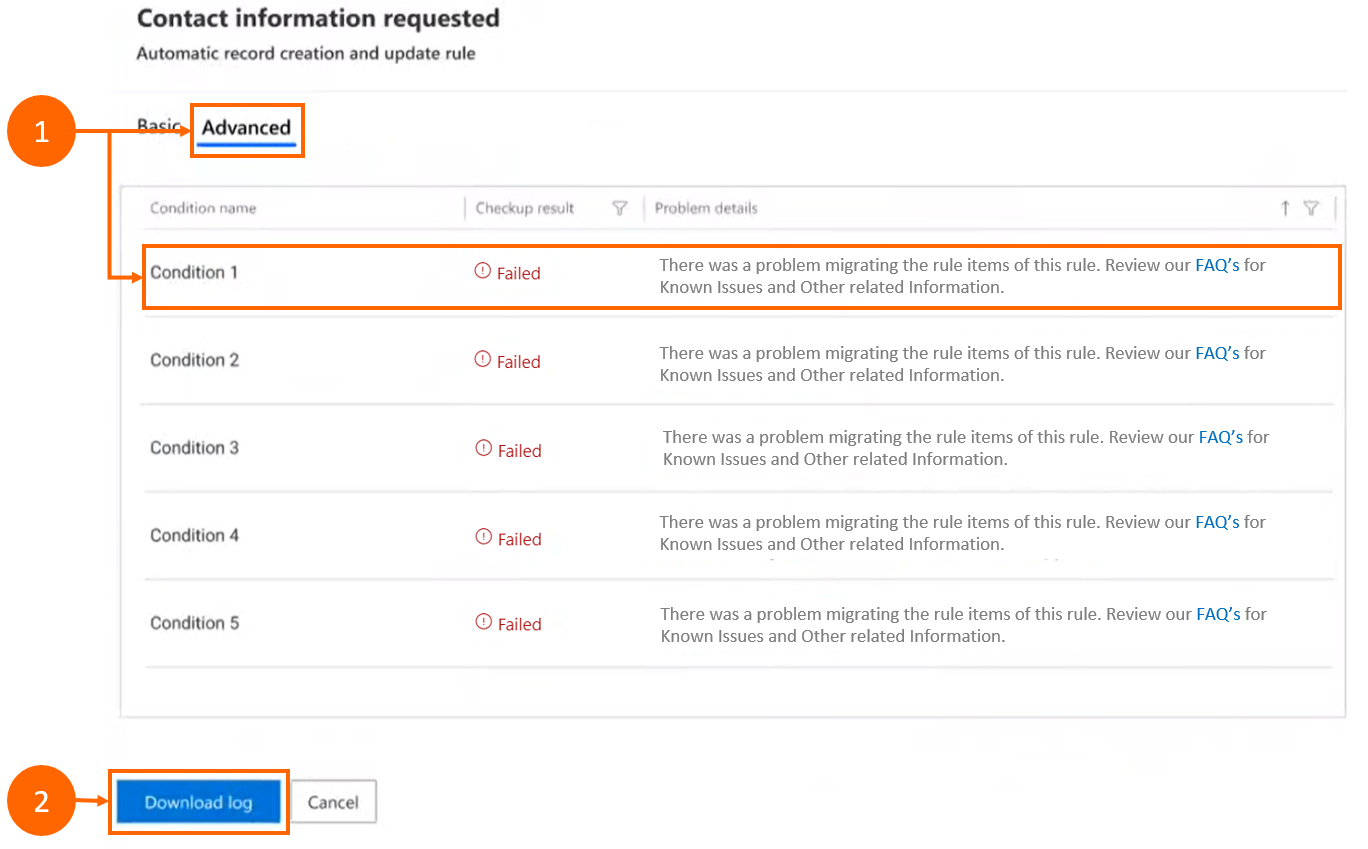 Contact information requested
Automatic record creation and update rule
1
Basic
Advanced
Condition name
Checkup result
Problem details
Condition 1
Failed
There was a problem migrating the rule items of this rule. Review our FAQ’s for
Known Issues and Other related Information.
Condition 2
Failed
There was a problem migrating the rule items of this rule. Review our FAQ’s for
Known Issues and Other related Information.
Condition 3
Failed
There was a problem migrating the rule items of this rule. Review our FAQ’s for
Known Issues and Other related Information.
Condition 4
Failed
There was a problem migrating the rule items of this rule. Review our FAQ’s for
Known Issues and Other related Information.
Condition 5
Failed
There was a problem migrating the rule items of this rule. Review our FAQ’s for
Known Issues and Other related Information.
2
Download log
Cancel